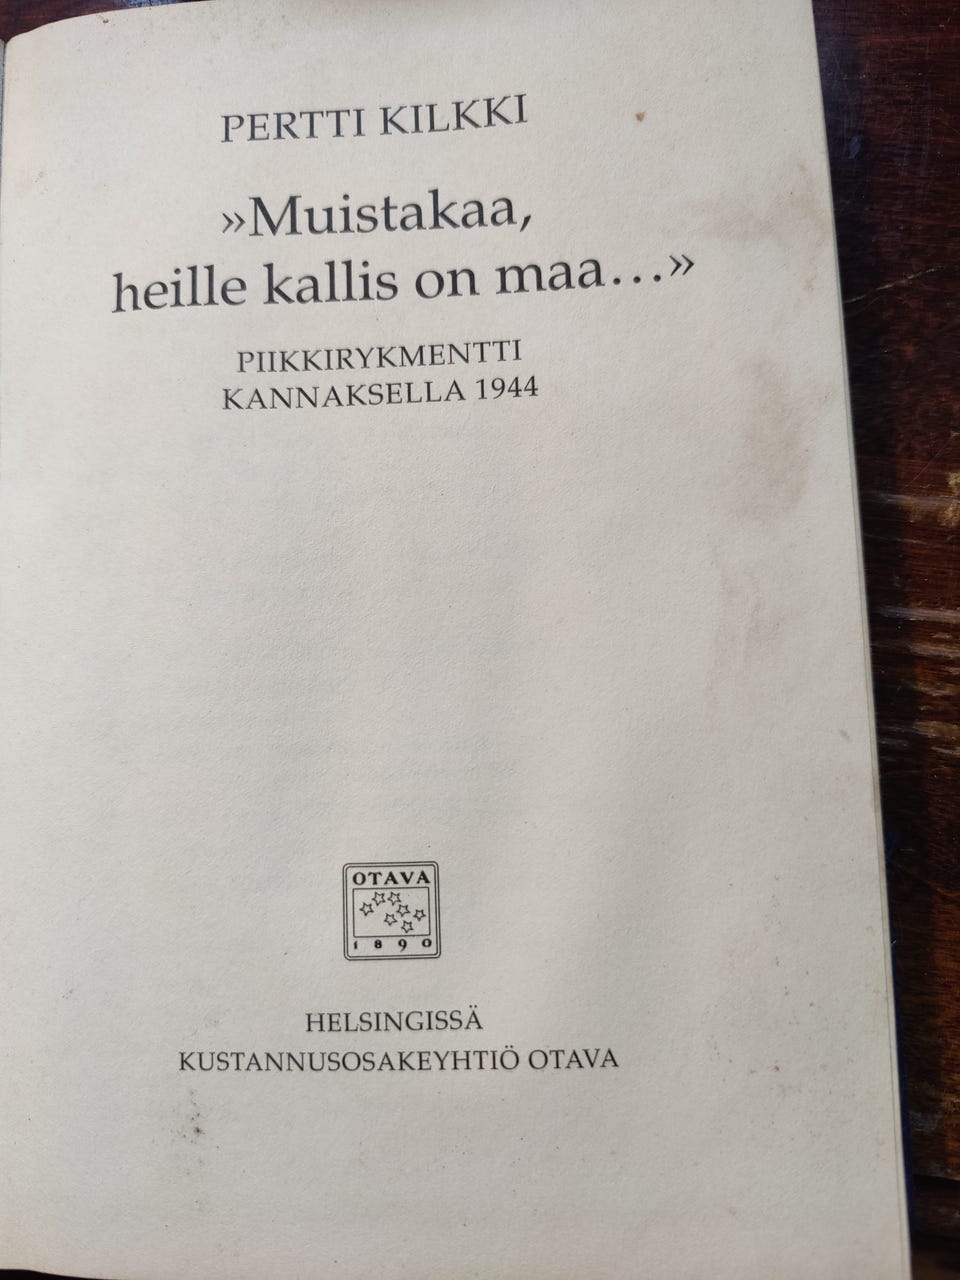 PERTTI KILKKI
»Muistakaa,
heille kallis on maa...»
PIIKKIRYKMENTTI
KANNAKSELLA 1944
OTAVA
1890
HELSINGISSÄ
KUSTANNUSOSAKEYHTIÖ OTAVA